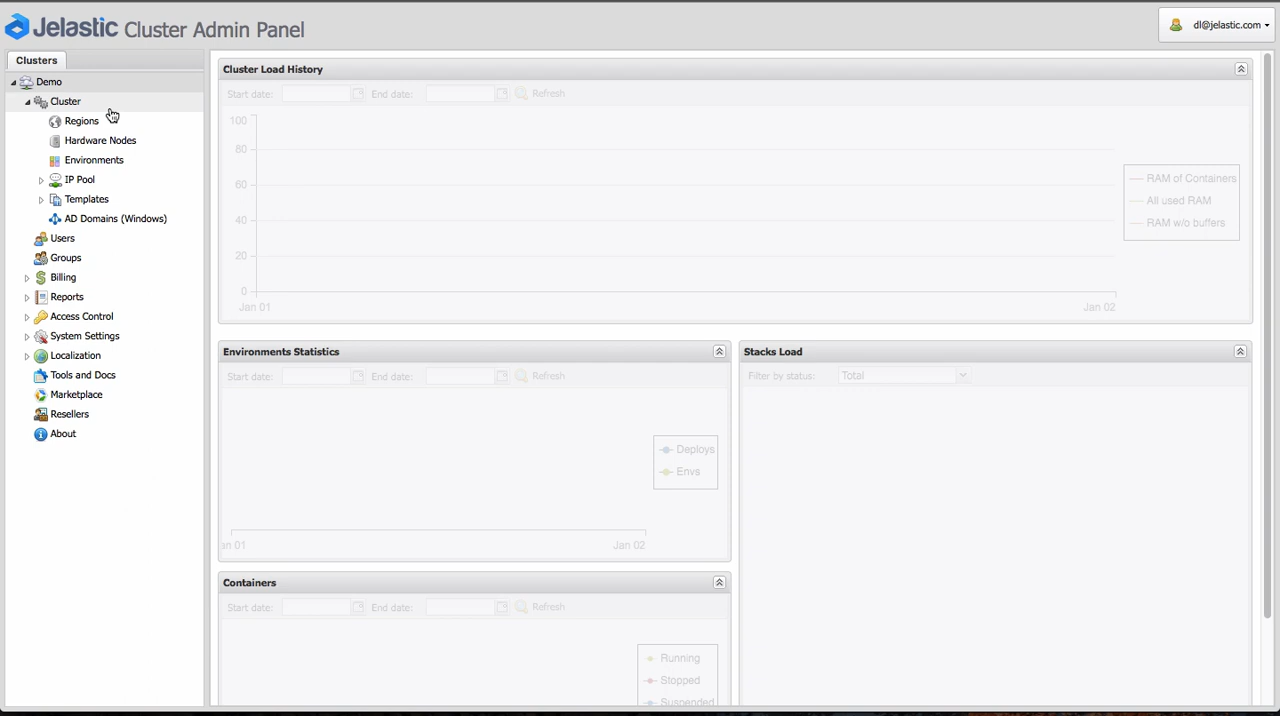 Jelastic Cluster Admin Panel
dl@jelastic.com
Clusters
Demo
Cluster
Regions
Hardware Nodes
Environments
IP Pool
Templates
AD Domains (Windows)
Users
Groups
Billing
Reports
Access Control
System Settings
Localization
Tools and Docs
Marketplace
Resellers
About
Cluster Load History
Start date: End date: Refresh
100
80
60
40
20
0
Jan 01 Jan 02
RAM of Containers
All used RAM
RAM w/o buffers
Environments Statistics
Start date: End date: Refresh
Deploys
Envs
an 01 Jan 02
Stacks Load
Filter by status: Total
Containers
Start date: End date: Refresh
Running
Stopped
Suspended